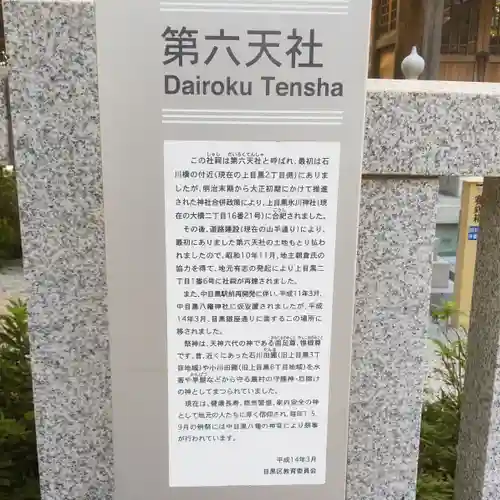 第六天社
Dairoku Tensha
しゃし だいろくてんしゃ
この社祠は第六天社と呼ばれ、最初は石
川橋の付近(現在の上目黒2丁目側)にありま
したが、明治末期から大正初期にかけて推進
された神社合併政策により、上目黒氷川神社(現
在の大橋二丁目16番21号)に合祀されました。
その後、道路建設(現在の山手通り)により、
最初にありました第六天社の土地もとり払わ
れましたので、昭和10年11月、地主朝倉氏の
協力を得て、地元有志の発起により上目黒二
丁目1番6号に社祠が再建されました。
また、中目黒駅前再開発に伴い、平成11年3月、
中目黒八幡神社に仮安置されましたが、平成
14年3月、目黒銀座通りに面するこの場所に
移されました。
祭神は、天神六代の神である面足尊、惶根尊
です。昔、近くにあった石川田圃(旧上目黒3丁
目地域)や小川田圃(旧上目黒1丁目地域)を水
害や旱魃などから守る農村の守護神・厄除け
の神としてまつられていました。
現在は、健康長寿、商売繁盛、家内安全の神
として地元の人たちに厚く信仰され、毎年1、5、
9月の例祭には中目黒八幡の神官により祭事
が行われています。
平成14年3月
目黒区教育委員会